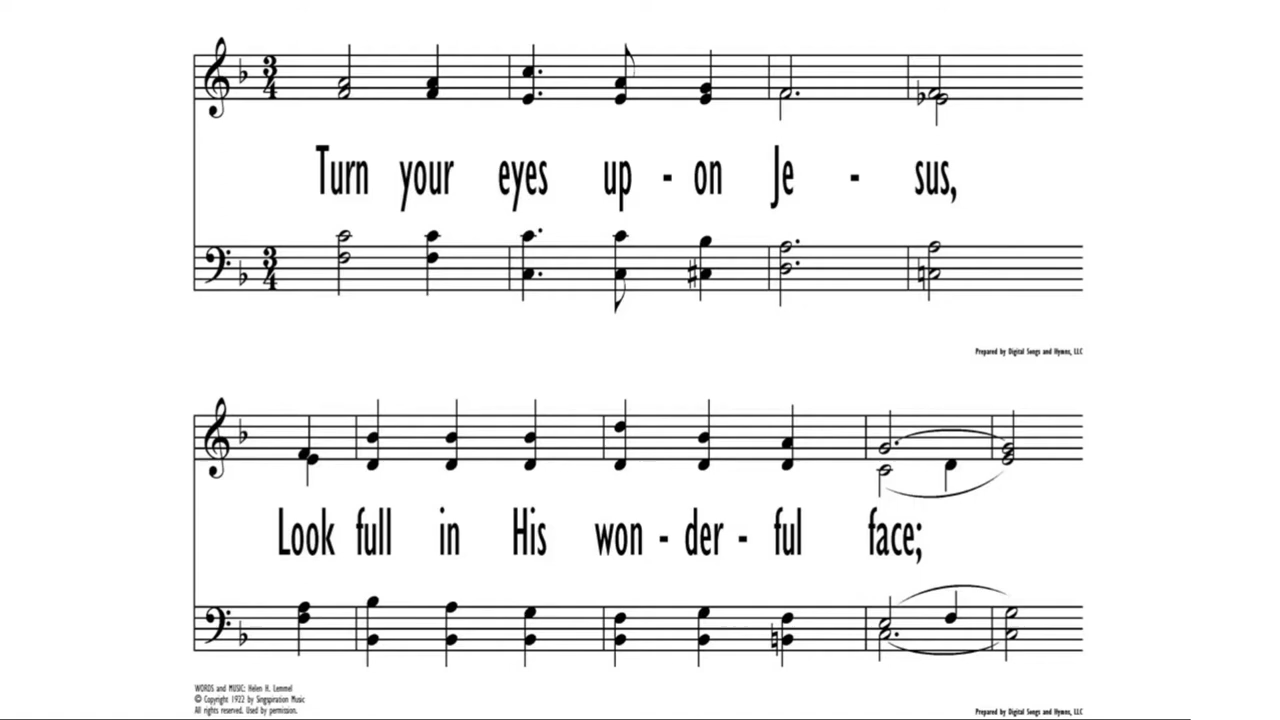 Turn your eyes up - on Je - sus,
Prepared by Digital Songs and Hymns, LLC
Look full in His won - der - ful face;
WORDS and MUSIC: Helen H. Lemmel
© Copyright 1922 by Singspiration Music
All rights reserved. Used by permission.
Prepared by Digital Songs and Hymns, LLC